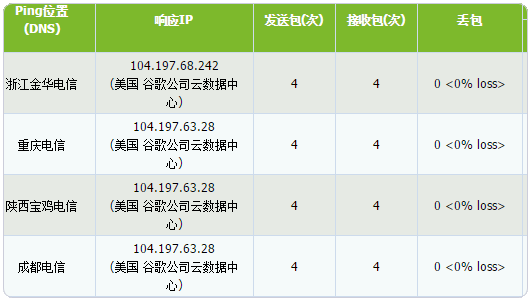 Ping位置 响应IP 发送包(次) 接收包(次) 丢包
(DNS)
浙江金华电信 104.197.68.242 4 4 0 <0% loss>
(美国 谷歌公司云数据中
心)
重庆电信 104.197.63.28 4 4 0 <0% loss>
(美国 谷歌公司云数据中
心)
陕西宝鸡电信 104.197.63.28 4 4 0 <0% loss>
(美国 谷歌公司云数据中
心)
成都电信 104.197.63.28 4 4 0 <0% loss>
(美国 谷歌公司云数据中
心)